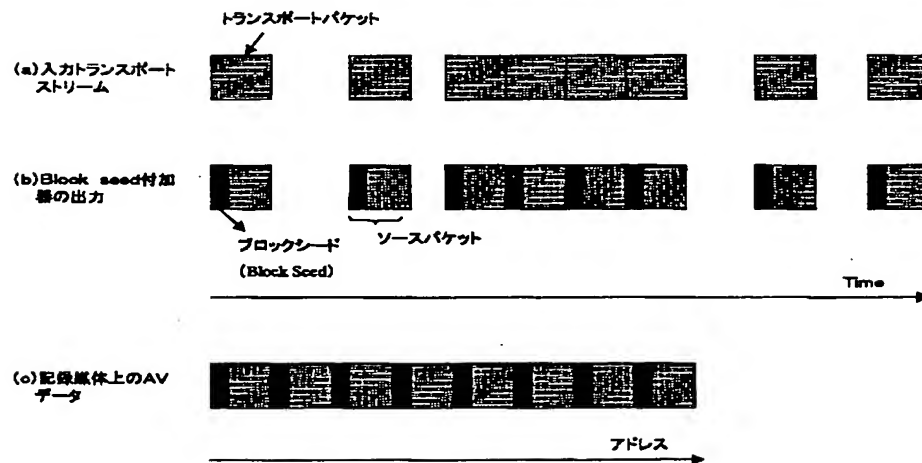 トランスポートパケット
(a)入力トランスポート
ストリーム
(b)Block seed付加
器の出力
ブロックシード
(Block Seed)
ソースパケット
Time
(c)記録媒体上のAV
データ
アドレス